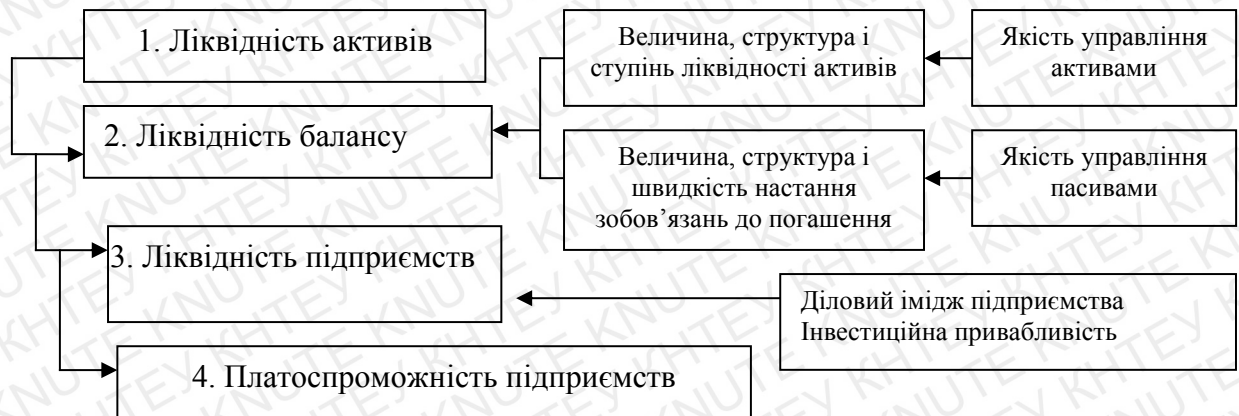 1. Ліквідність активів
Величина, структура і
ступінь ліквідності активів
Якість управління
активами
2. Ліквідність балансу
Величина, структура і
швидкість настання
зобов’язань до погашення
Якість управління
пасивами
3. Ліквідність підприємств
Діловий імідж підприємства
Інвестиційна привабливість
4. Платоспроможність підприємств